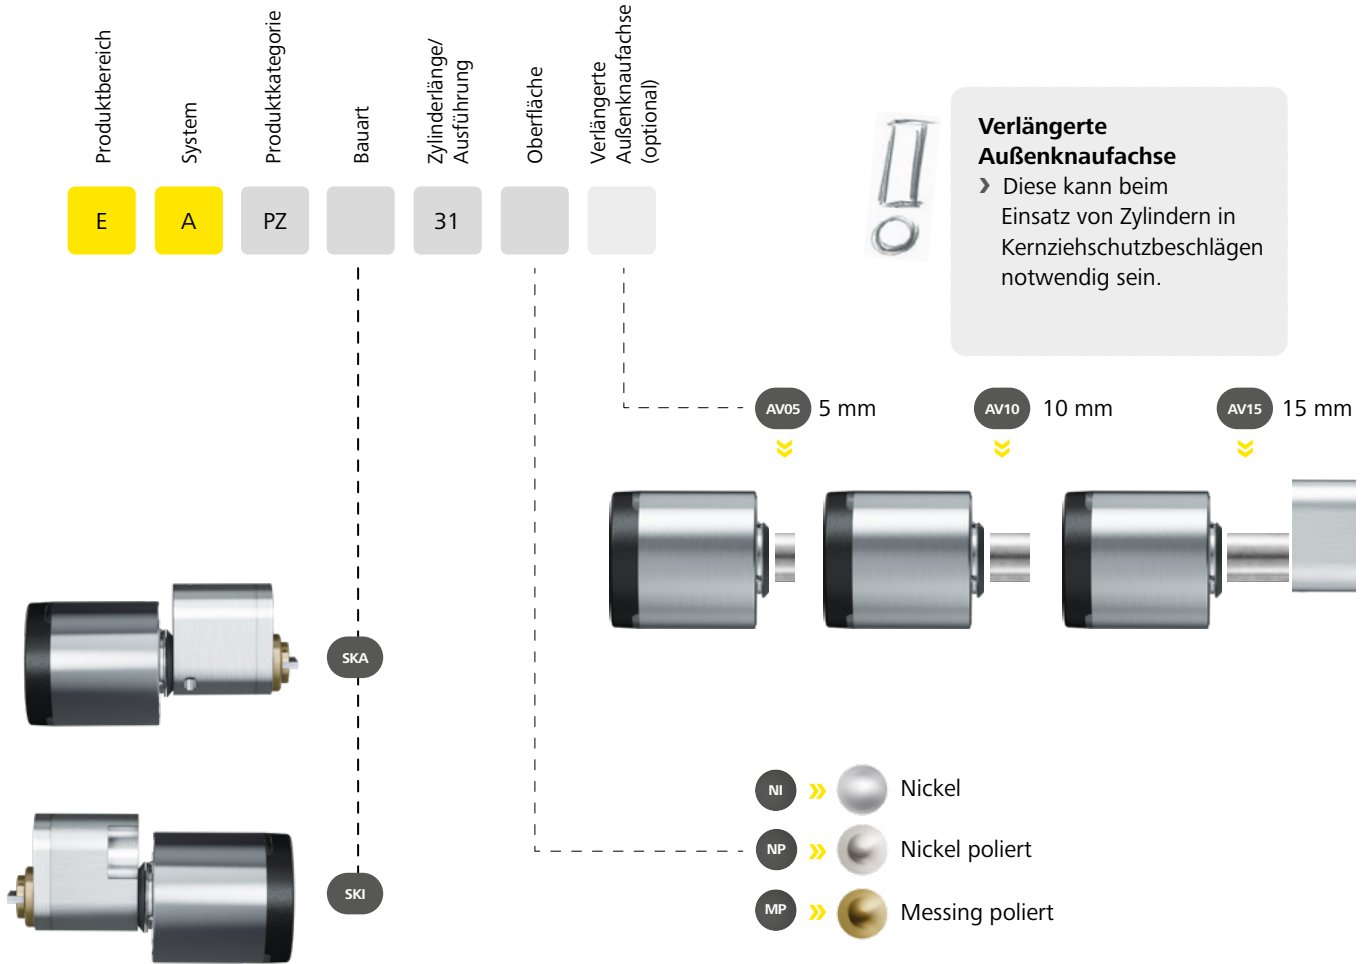 Produktbereich
System
Produktkategorie
Bauart
Zylinderlänge/
Ausführung
Oberfläche
Verlängerte
Außenknaufachse
(optional)
E
A
PZ
31
Verlängerte
Außenknaufachse
› Diese kann beim
Einsatz von Zylindern in
Kernziehschutzbeschlägen
notwendig sein.
AV05 5 mm
AV10 10 mm
AV15 15 mm
SKA
SKI
NI » Nickel
NP » Nickel poliert
MP » Messing poliert